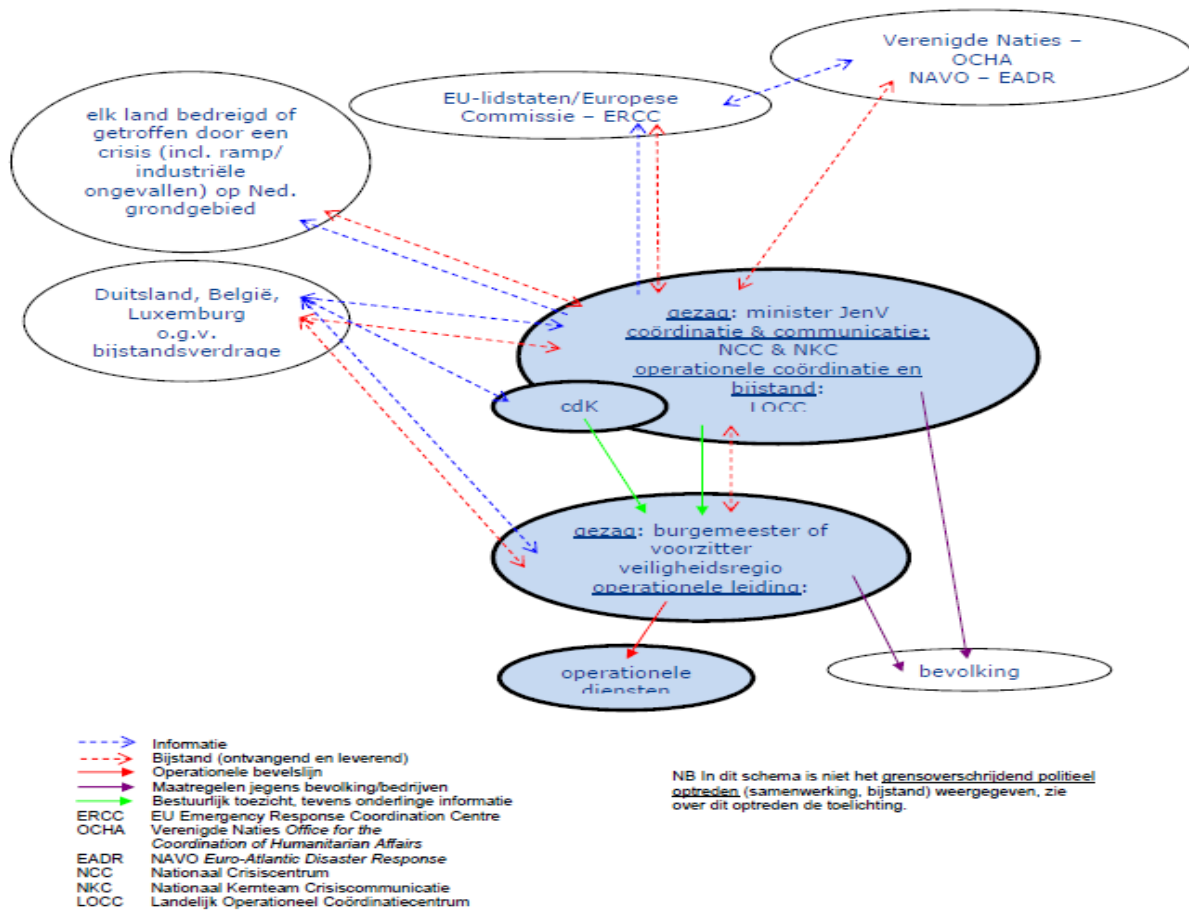 Verenigde Naties –
OCHA
NAVO – EADR
EU-lidstaten/Europese
Commissie – ERCC
elk land bedreigd of
getroffen door een
crisis (incl. ramp/
industriële
ongevallen) op Ned.
grondgebied
Duitsland, België,
Luxemburg
o.g.v.
bijstandsverdrage
gezag: minister JenV
coördinatie & communicatie:
NCC & NKC
operationele coördinatie en
bijstand:
LOCC
cdK
gezag: burgemeester of
voorzitter
veiligheidsregio
operationele leiding:
operationele
diensten
bevolking
Informatie
Bijstand (ontvangend en leverend)
Operationele bevelslijn
Maatregelen jegens bevolking/bedrijven
Bestuurlijk toezicht, tevens onderlinge informatie
ERCC EU Emergency Response Coordination Centre
OCHA Verenigde Naties Office for the
Coordination of Humanitarian Affairs
EADR NAVO Euro-Atlantic Disaster Response
NCC Nationaal Crisiscentrum
NKC Nationaal Kernteam Crisiscommunicatie
LOCC Landelijk Operationeel Coördinatiecentrum
NB In dit schema is niet het grensoverschrijdend politieel
optreden (samenwerking, bijstand) weergegeven, zie
over dit optreden de toelichting.